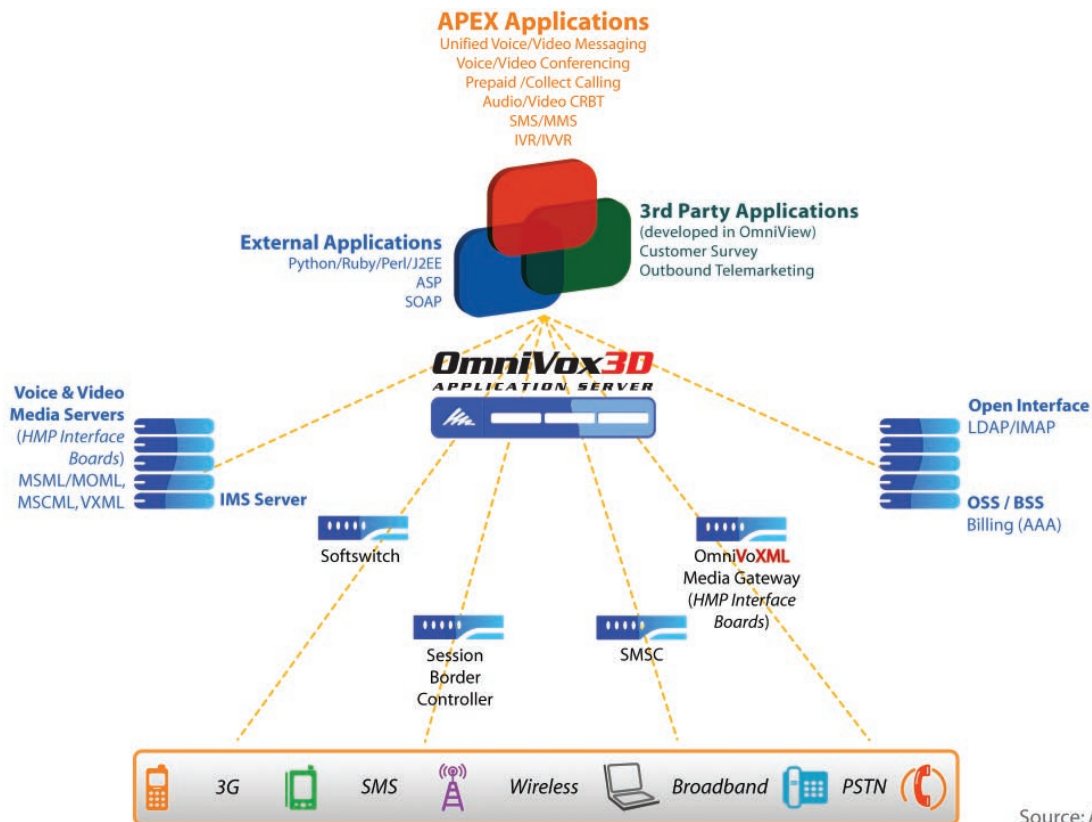 APEX Applications
Unified Voice/Video Messaging
Voice/Video Conferencing
Prepaid /Collect Calling
Audio/Video CRBT
SMS/MMS
IVR/IVVR
External Applications
Python/Ruby/Perl/J2EE
ASP
SOAP
3rd Party Applications
(developed in OmniView)
Customer Survey
Outbound Telemarketing
OmniVox3D
APPLICATION SERVER
Voice & Video
Media Servers
(HMP Interface
Boards)
MSML/MOML,
MSCML, VXML
IMS Server
Open Interface
LDAP/IMAP
OSS / BSS
Billing (AAA)
Softswitch
OmniVoXML
Media Gateway
(HMP Interface
Boards)
Session
Border
Controller
SMSC
3G
SMS
Wireless
Broadband
PSTN
Source: